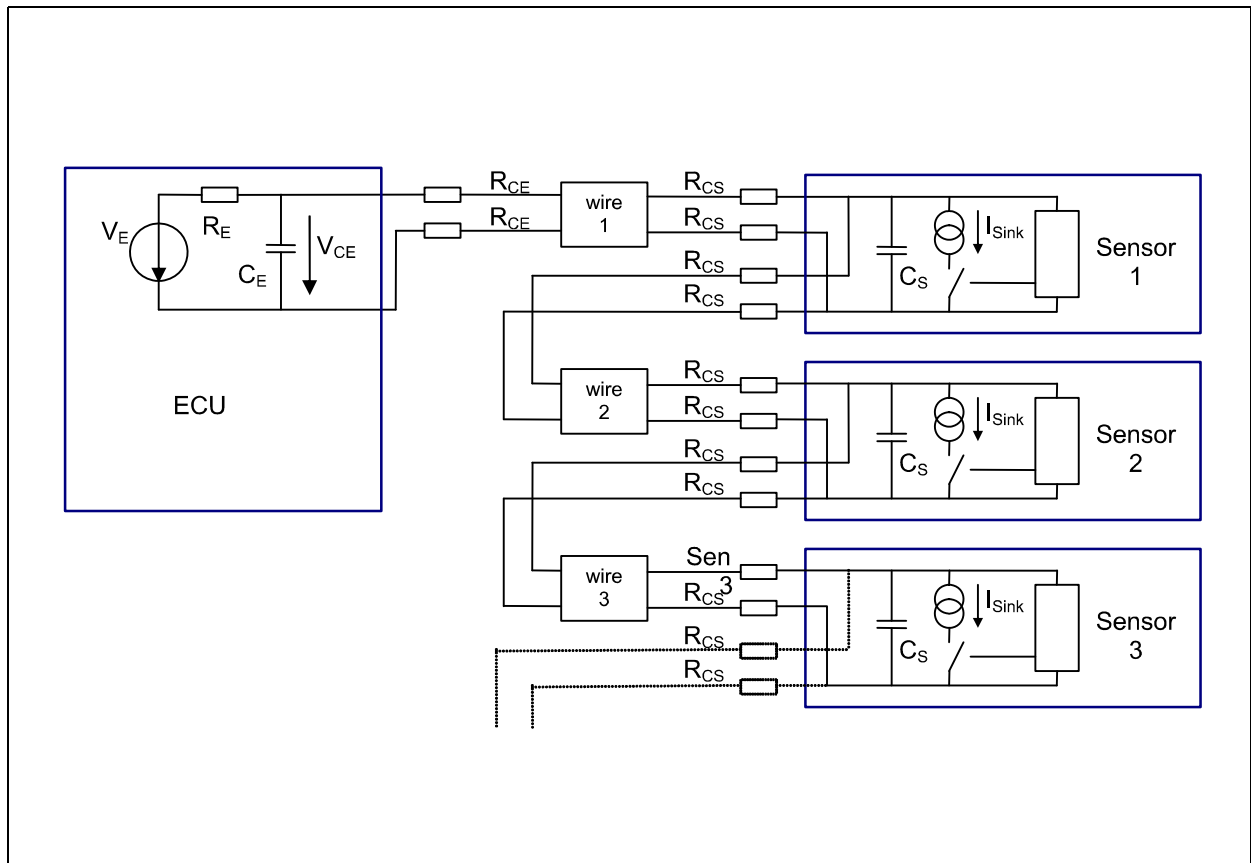 R_CE
R_CE
V_E
R_E
C_E
V_CE
ECU
wire
1
R_CS
R_CS
R_CS
R_CS
C_S
I_Sink
Sensor
1
wire
2
R_CS
R_CS
R_CS
R_CS
C_S
I_Sink
Sensor
2
wire
3
Sen
3
R_CS
R_CS
R_CS
C_S
I_Sink
Sensor
3